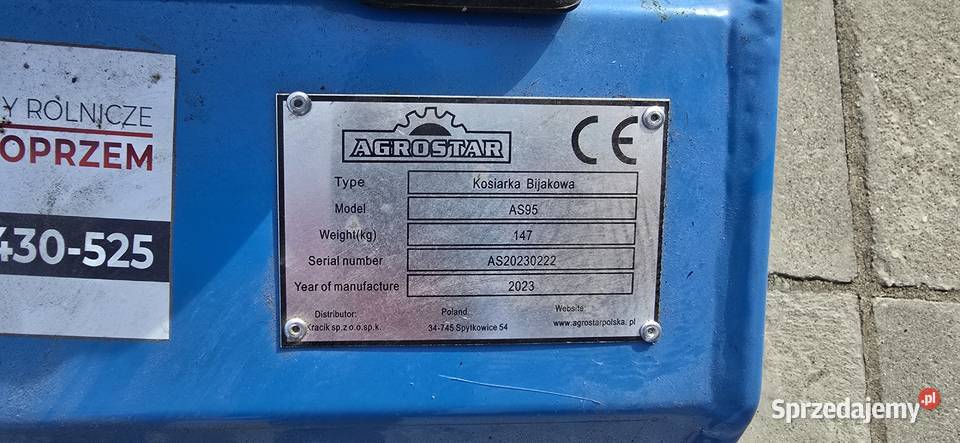 Y ROLNICZE
OPRZEM
430-525
AGROSTAR
CE
Type Kosiarka Bijakowa
Model AS95
Weight(kg) 147
Serial number AS20230222
Year of manufacture 2023
Distributor: Poland Website:
Kracik sp.z o.o sp.k. 34-745 Spytkowice 54 www.agrostarpolska.pl
Sprzedajemy.pl